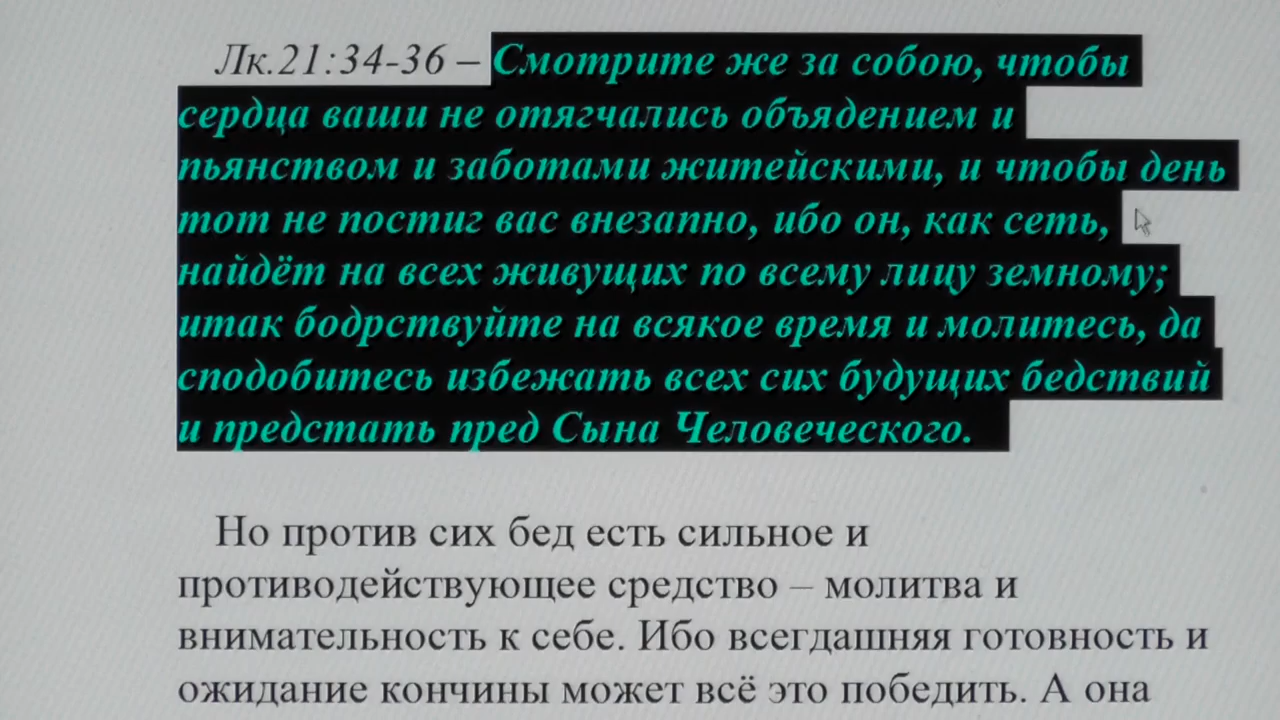 Лк.21:34-36 – Смотрите же за собою, чтобы
сердца ваши не отягчались объядением и
пьянством и заботами житейскими, и чтобы день
тот не постиг вас внезапно, ибо он, как сеть,
найдёт на всех живущих по всему лицу земному;
итак бодрствуйте на всякое время и молитесь, да
сподобитесь избежать всех сих будущих бедствий
и предстать пред Сына Человеческого.
Но против сих бед есть сильное и
противодействующее средство – молитва и
внимательность к себе. Ибо всегдашняя готовность и
ожидание кончины может всё это победить. А она